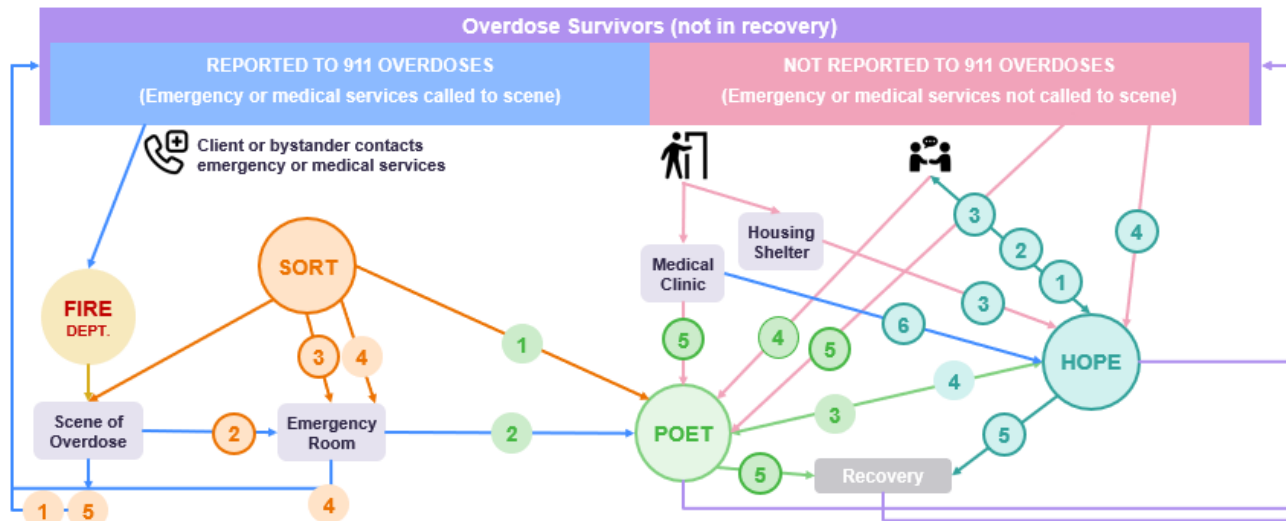 Overdose Survivors (not in recovery)
REPORTED TO 911 OVERDOSES
(Emergency or medical services called to scene)
NOT REPORTED TO 911 OVERDOSES
(Emergency or medical services not called to scene)
Client or bystander contacts
emergency or medical services
SORT
FIRE
DEPT.
Medical
Clinic
Housing
Shelter
3
2
1
4
3
6
HOPE
1
5
4
5
3
4
Scene of
Overdose
2
Emergency
Room
3
4
2
POET
3
4
5
5
Recovery
1
5
4